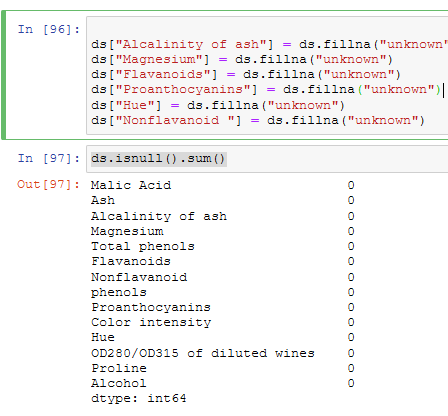 In [96]:
ds["Alcalinity of ash"] = ds.fillna("unknown"
ds["Magnesium"] = ds.fillna("unknown")
ds["Flavanoids"] = ds.fillna("unknown")
ds["Proanthocyanins"] = ds.fillna("unknown")
ds["Hue"] = ds.fillna("unknown")
ds["Nonflavanoid "] = ds.fillna("unknown")
In [97]: ds.isnull().sum()
Out[97]: Malic Acid 0
Ash 0
Alcalinity of ash 0
Magnesium 0
Total phenols 0
Flavanoids 0
Nonflavanoid 0
phenols 0
Proanthocyanins 0
Color intensity 0
Hue 0
OD280/OD315 of diluted wines 0
Proline 0
Alcohol 0
dtype: int64